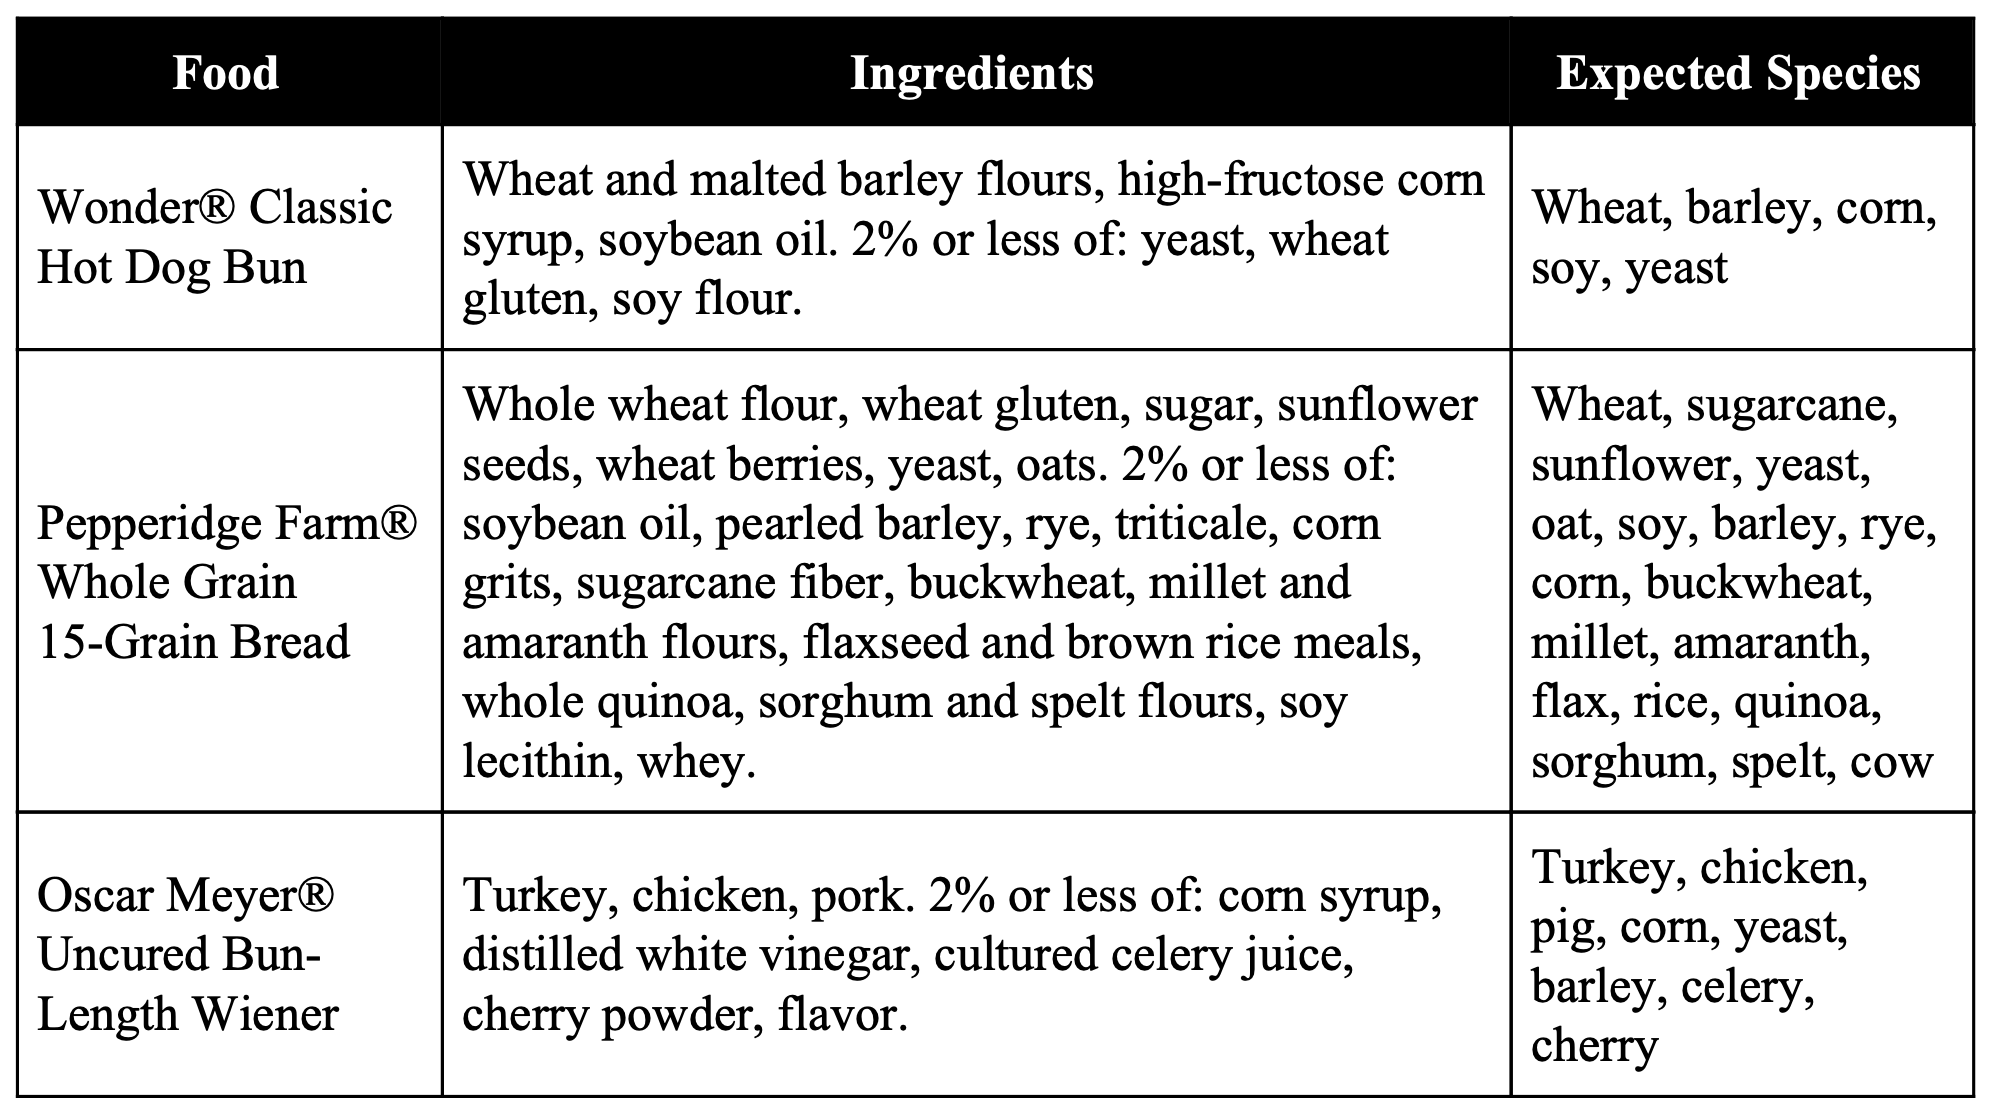 Food
Ingredients
Expected Species
Wonder® Classic
Hot Dog Bun
Wheat and malted barley flours, high-fructose corn
syrup, soybean oil. 2% or less of: yeast, wheat
gluten, soy flour.
Wheat, barley, corn,
soy, yeast
Pepperidge Farm®
Whole Grain
15-Grain Bread
Whole wheat flour, wheat gluten, sugar, sunflower
seeds, wheat berries, yeast, oats. 2% or less of:
soybean oil, pearled barley, rye, triticale, corn
grits, sugarcane fiber, buckwheat, millet and
amaranth flours, flaxseed and brown rice meals,
whole quinoa, sorghum and spelt flours, soy
lecithin, whey.
Wheat, sugarcane,
sunflower, yeast,
oat, soy, barley, rye,
corn, buckwheat,
millet, amaranth,
flax, rice, quinoa,
sorghum, spelt, cow
Oscar Meyer®
Uncured Bun-
Length Wiener
Turkey, chicken, pork. 2% or less of: corn syrup,
distilled white vinegar, cultured celery juice,
cherry powder, flavor.
Turkey, chicken,
pig, corn, yeast,
barley, celery,
cherry